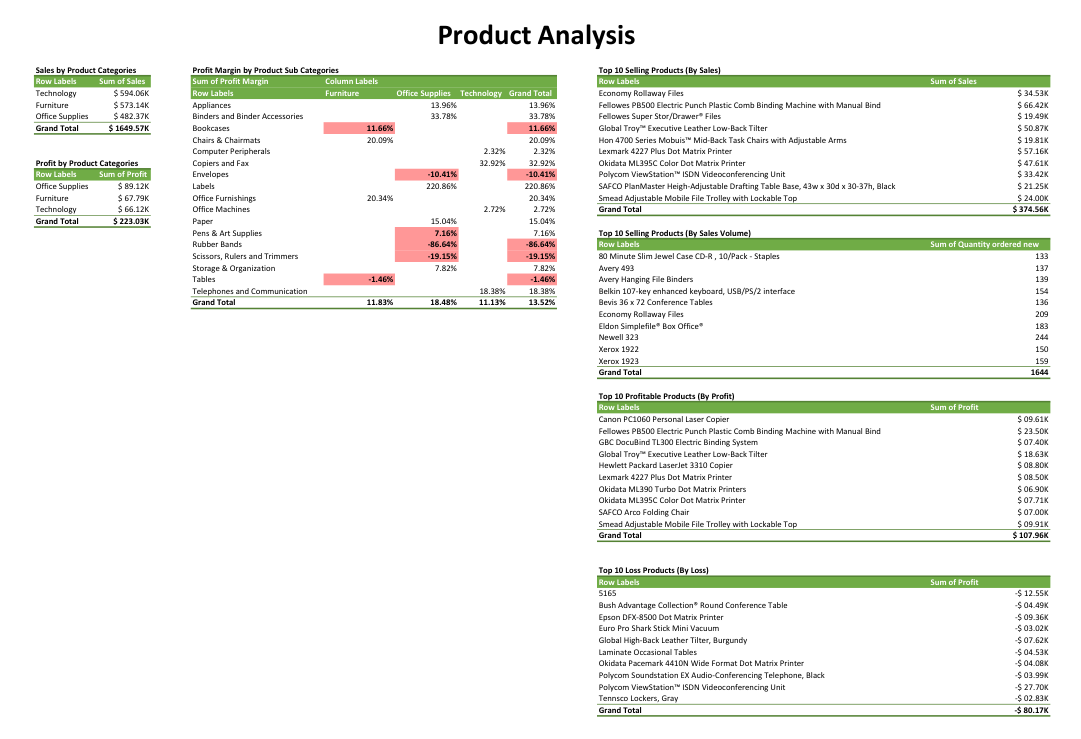 Product Analysis
Sales by Product Categories
Row Labels Sum of Sales
Technology $ 594.06K
Furniture $ 573.14K
Office Supplies $ 482.37K
Grand Total $ 1649.57K
Profit by Product Categories
Row Labels Sum of Profit
Office Supplies $ 89.12K
Furniture $ 67.79K
Technology $ 66.12K
Grand Total $ 223.03K
Profit Margin by Product Sub Categories
Sum of Profit Margin Column Labels
Row Labels Furniture Office Supplies Technology Grand Total
Appliances 13.96% 13.96%
Binders and Binder Accessories 33.78% 33.78%
Bookcases 11.66% 11.66%
Chairs & Chairmats 20.09% 20.09%
Computer Peripherals 2.32% 2.32%
Copiers and Fax 32.92% 32.92%
Envelopes -10.41% -10.41%
Labels 220.86% 220.86%
Office Furnishings 20.34% 20.34%
Office Machines 2.72% 2.72%
Paper 15.04% 15.04%
Pens & Art Supplies 7.16% 7.16%
Rubber Bands -86.64% -86.64%
Scissors, Rulers and Trimmers -19.15% -19.15%
Storage & Organization 7.82% 7.82%
Tables -1.46% -1.46%
Telephones and Communication 18.38% 18.38%
Grand Total 11.83% 18.48% 11.13% 13.52%
Top 10 Selling Products (By Sales)
Row Labels Sum of Sales
Economy Rollaway Files $ 34.53K
Fellowes PB500 Electric Punch Plastic Comb Binding Machine with Manual Bind $ 66.42K
Fellowes Super Stor/Drawer® Files $ 19.49K
Global Troy™ Executive Leather Low-Back Tilter $ 50.87K
Hon 4700 Series Mobuis™ Mid-Back Task Chairs with Adjustable Arms $ 19.81K
Lexmark 4227 Plus Dot Matrix Printer $ 57.16K
Okidata ML395C Color Dot Matrix Printer $ 47.61K
Polycom ViewStation™ ISDN Videoconferencing Unit $ 33.42K
SAFCO PlanMaster Heigh-Adjustable Drafting Table Base, 43w x 30d x 30-37h, Black $ 21.25K
Smead Adjustable Mobile File Trolley with Lockable Top $ 24.00K
Grand Total $ 374.56K
Top 10 Selling Products (By Sales Volume)
Row Labels Sum of Quantity ordered new
80 Minute Slim Jewel Case CD-R , 10/Pack - Staples 133
Avery 493 137
Avery Hanging File Binders 139
Belkin 107-key enhanced keyboard, USB/PS/2 interface 154
Bevis 36 x 72 Conference Tables 136
Economy Rollaway Files 209
Eldon Simplefile® Box Office® 183
Newell 323 244
Xerox 1922 150
Xerox 1923 159
Grand Total 1644
Top 10 Profitable Products (By Profit)
Row Labels Sum of Profit
Canon PC1060 Personal Laser Copier $ 09.61K
Fellowes PB500 Electric Punch Plastic Comb Binding Machine with Manual Bind $ 23.50K
GBC DocuBind TL300 Electric Binding System $ 07.40K
Global Troy™ Executive Leather Low-Back Tilter $ 18.63K
Hewlett Packard LaserJet 3310 Copier $ 08.80K
Lexmark 4227 Plus Dot Matrix Printer $ 08.50K
Okidata ML390 Turbo Dot Matrix Printers $ 06.90K
Okidata ML395C Color Dot Matrix Printer $ 07.71K
SAFCO Arco Folding Chair $ 07.00K
Smead Adjustable Mobile File Trolley with Lockable Top $ 09.91K
Grand Total $ 107.96K
Top 10 Loss Products (By Loss)
Row Labels Sum of Profit
5165 -$ 12.55K
Bush Advantage Collection® Round Conference Table -$ 04.49K
Epson DFX-8500 Dot Matrix Printer -$ 09.36K
Euro Pro Shark Stick Mini Vacuum -$ 03.02K
Global High-Back Leather Tilter, Burgundy -$ 07.62K
Laminate Occasional Tables -$ 04.53K
Okidata Pacemark 4410N Wide Format Dot Matrix Printer -$ 04.08K
Polycom Soundstation EX Audio-Conferencing Telephone, Black -$ 03.99K
Polycom ViewStation™ ISDN Videoconferencing Unit -$ 27.70K
Tennsco Lockers, Gray -$ 02.83K
Grand Total -$ 80.17K